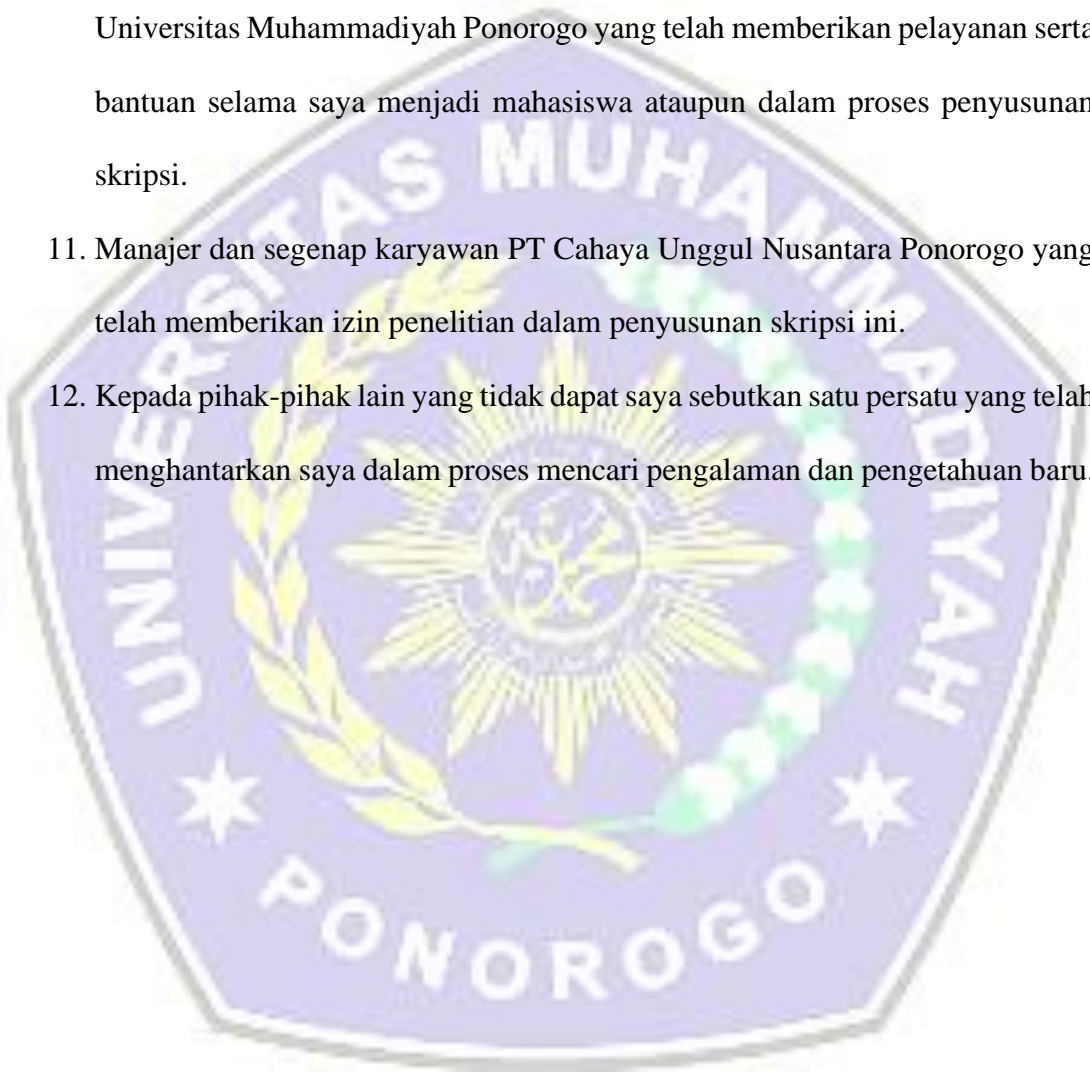 Universitas Muhammadiyah Ponorogo yang telah memberikan pelayanan serta
bantuan selama saya menjadi mahasiswa ataupun dalam proses penyusunan
skripsi.
11. Manajer dan segenap karyawan PT Cahaya Unggul Nusantara Ponorogo yang
telah memberikan izin penelitian dalam penyusunan skripsi ini.
12. Kepada pihak-pihak lain yang tidak dapat saya sebutkan satu persatu yang telah
menghantarkan saya dalam proses mencari pengalaman dan pengetahuan baru.
UNIVERSITAS MUHAMMADIYAH
PONOROGO